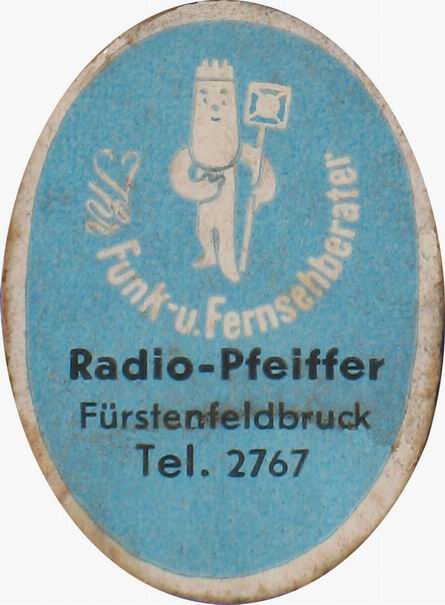 Ihr Funk-u. Fernsehberater
Radio-Pfeiffer
Fürstenfeldbruck
Tel. 2767